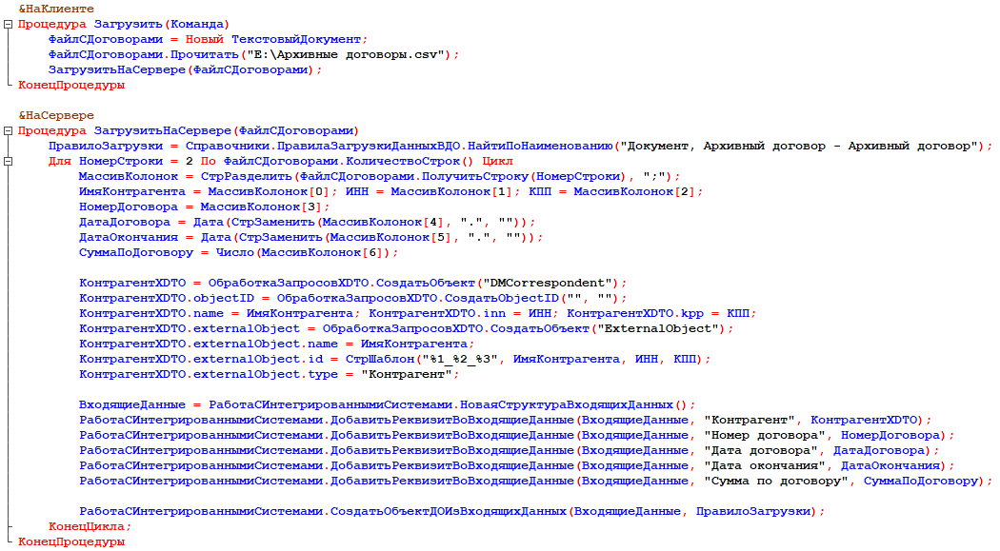 &НаКлиенте
Процедура Загрузить(Команда)
ФайлСДоговорами = Новый ТекстовыйДокумент;
ФайлСДоговорами.Прочитать("E:\Архивные договоры.csv");
ЗагрузитьНаСервере(ФайлСДоговорами);
КонецПроцедуры
&НаСервере
Процедура ЗагрузитьНаСервере(ФайлСДоговорами)
ПравилоЗагрузки = Справочники.ПравилаЗагрузкиДанныхВДО.НайтиПоНаименованию("Документ, Архивный договор - Архивный договор");
Для НомерСтроки = 2 По ФайлСДоговорами.КоличествоСтрок() Цикл
МассивКолонок = СтрРазделить(ФайлСДоговорами.ПолучитьСтроку(НомерСтроки), ";");
ИмяКонтрагента = МассивКолонок[0]; ИНН = МассивКолонок[1]; КПП = МассивКолонок[2];
НомерДоговора = МассивКолонок[3];
ДатаДоговора = Дата(СтрЗаменить(МассивКолонок[4], ".", ""));
ДатаОкончания = Дата(СтрЗаменить(МассивКолонок[5], ".", ""));
СуммаПоДоговору = Число(МассивКолонок[6]);
КонтрагентXDTO = ОбработкаЗапросовXDTO.СоздатьОбъект("DMCorrespondent");
КонтрагентXDTO.objectID = ОбработкаЗапросовXDTO.СоздатьObjectID("", "");
КонтрагентXDTO.name = ИмяКонтрагента; КонтрагентXDTO.inn = ИНН; КонтрагентXDTO.kpp = КПП;
КонтрагентXDTO.externalObject = ОбработкаЗапросовXDTO.СоздатьОбъект("ExternalObject");
КонтрагентXDTO.externalObject.name = ИмяКонтрагента;
КонтрагентXDTO.externalObject.id = СтрШаблон("%1_%2_%3", ИмяКонтрагента, ИНН, КПП);
КонтрагентXDTO.externalObject.type = "Контрагент";
ВходящиеДанные = РаботаСИнтегрированнымиСистемами.НоваяСтруктураВходящихДанных();
РаботаСИнтегрированнымиСистемами.ДобавитьРеквизитВоВходящиеДанные(ВходящиеДанные, "Контрагент", КонтрагентXDTO);
РаботаСИнтегрированнымиСистемами.ДобавитьРеквизитВоВходящиеДанные(ВходящиеДанные, "Номер договора", НомерДоговора);
РаботаСИнтегрированнымиСистемами.ДобавитьРеквизитВоВходящиеДанные(ВходящиеДанные, "Дата договора", ДатаДоговора);
РаботаСИнтегрированнымиСистемами.ДобавитьРеквизитВоВходящиеДанные(ВходящиеДанные, "Дата окончания", ДатаОкончания);
РаботаСИнтегрированнымиСистемами.ДобавитьРеквизитВоВходящиеДанные(ВходящиеДанные, "Сумма по договору", СуммаПоДоговору);
РаботаСИнтегрированнымиСистемами.СоздатьОбъектДОИзВходящихДанных(ВходящиеДанные, ПравилоЗагрузки);
КонецЦикла;
КонецПроцедуры